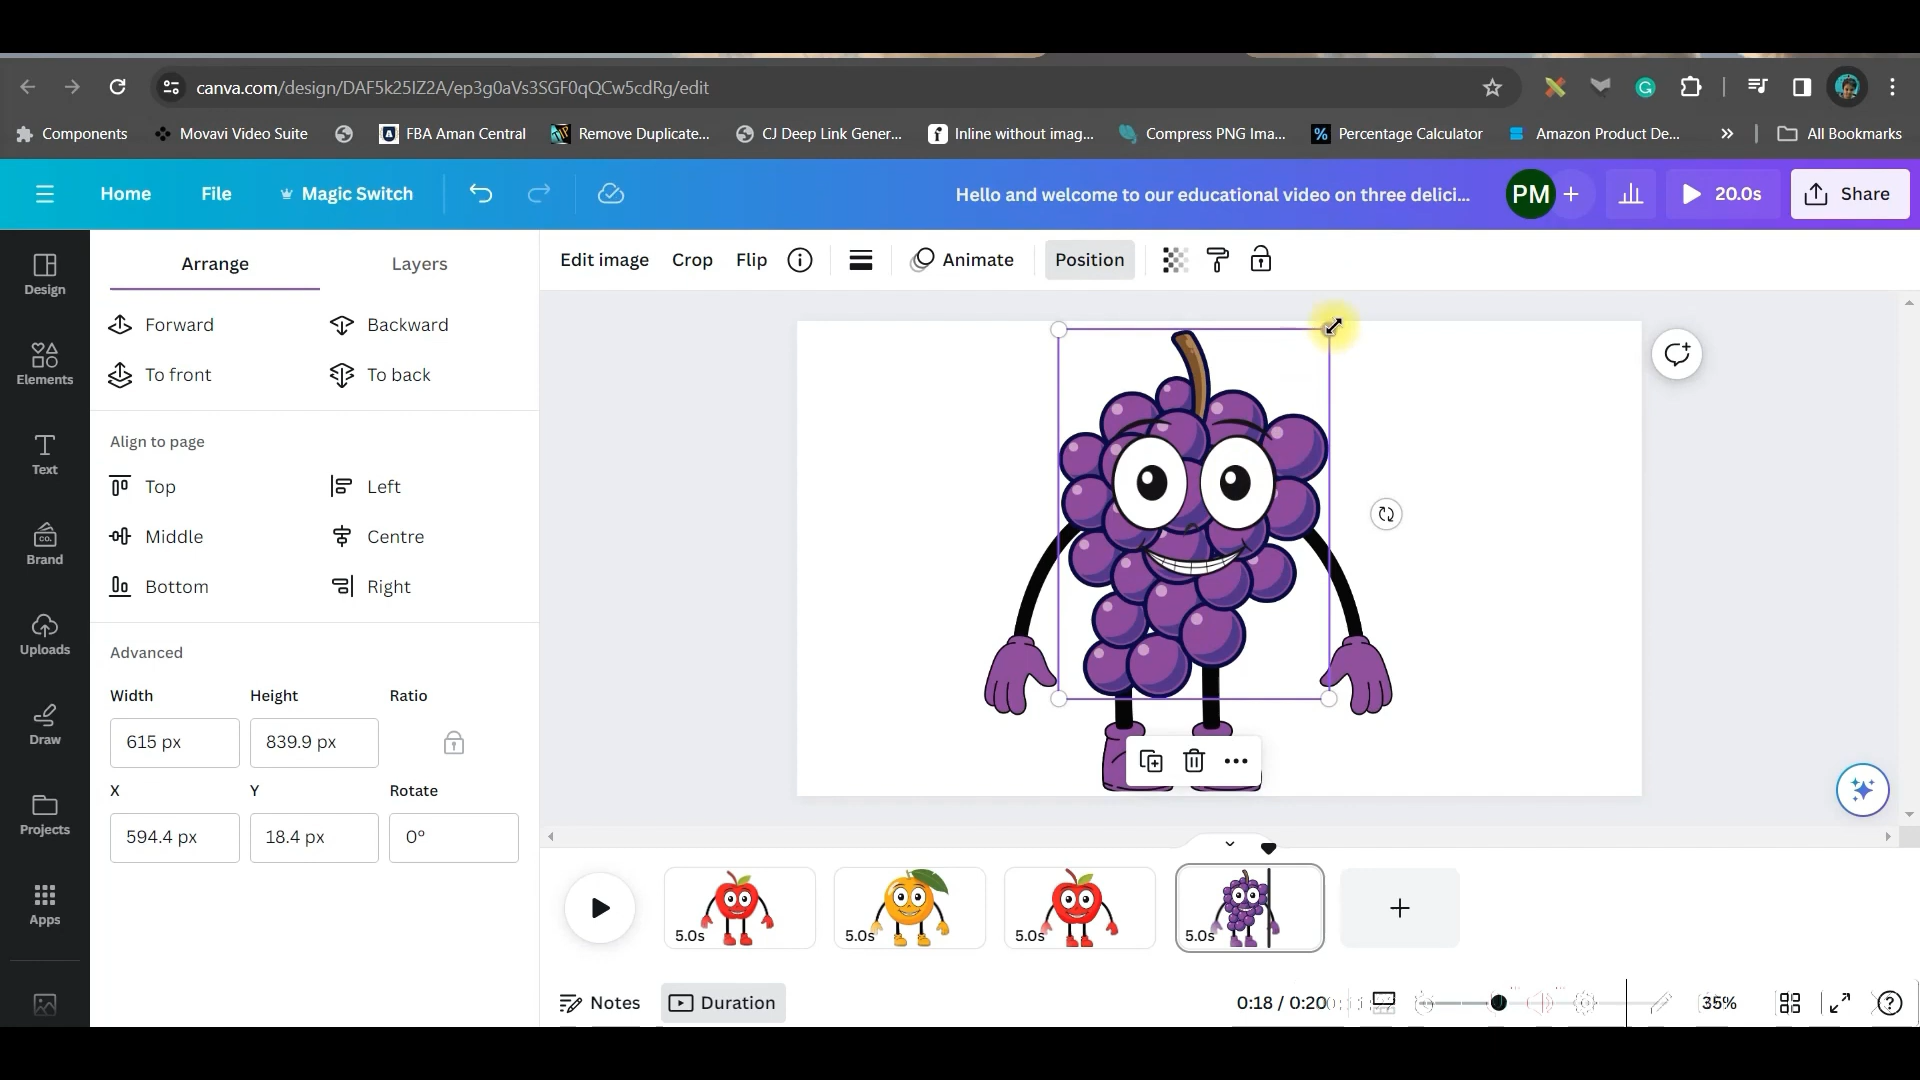 canva.com/design/DAF5k25IZ2A/ep3g0aVs3SGF0qQCw5cdRg/edit
Components Movavi Video Suite FBA Aman Central Remove Duplicate... CJ Deep Link Gener... Inline without imag... Compress PNG Ima... Percentage Calculator Amazon Product De... » All Bookmarks
Home File Magic Switch Hello and welcome to our educational video on three delici... PM + 20.0s Share
Edit image Crop Flip Animate Position
Arrange Layers
Forward Backward
To front To back
Align to page
Top Left
Middle Centre
Bottom Right
Advanced
Width Height Ratio
615 px 839.9 px
X Y Rotate
594.4 px 18.4 px 0°
Design
Elements
Text
CO.
Brand
Uploads
Draw
Projects
Apps
5.0s 5.0s 5.0s 5.0s
Notes Duration 0:18 / 0:20 35%